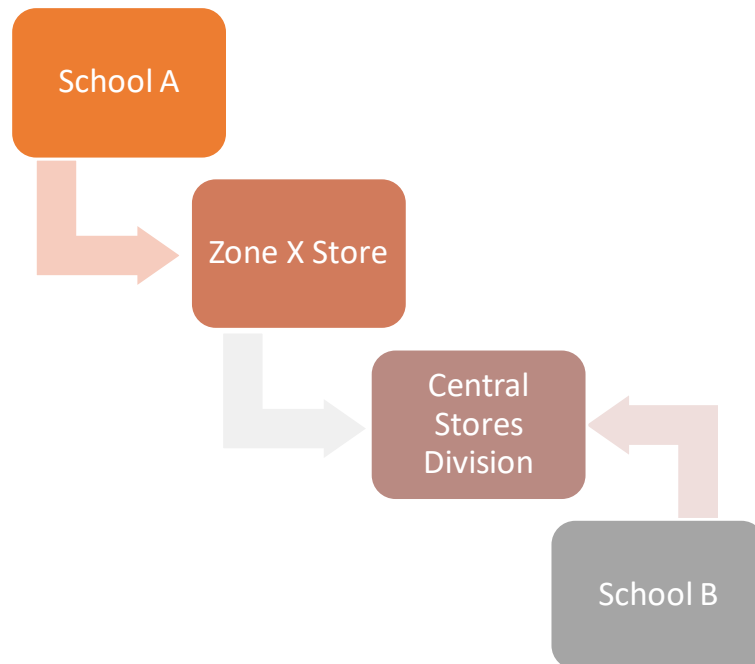 School A
Zone X Store
Central
Stores
Division
School B